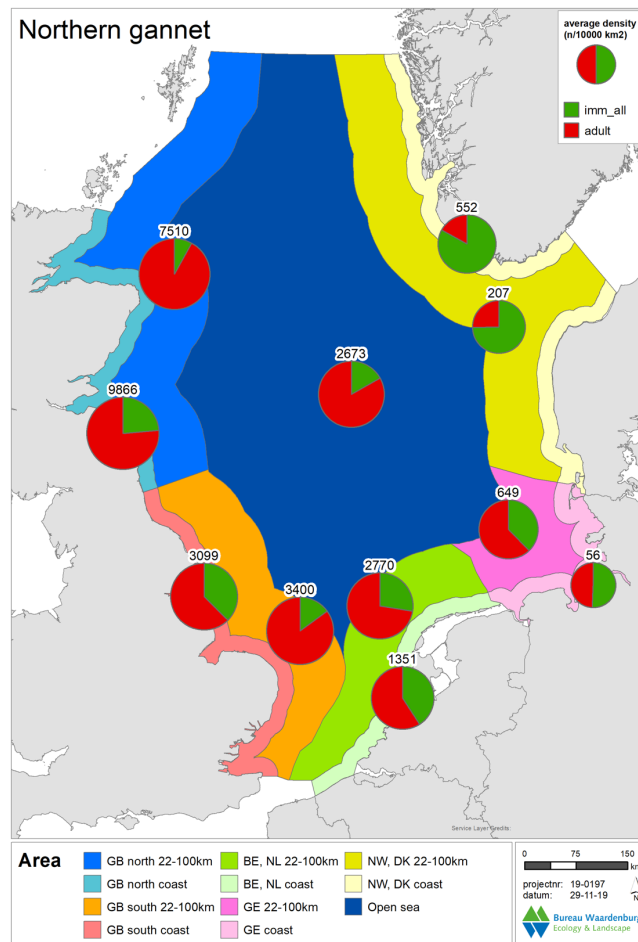 Northern gannet
average density
(n/10000 km2)
imm_all
adult
552
7510
207
2673
9866
649
56
3099
2770
3400
1351
Service Layer Credits:
Area
GB north 22-100km
GB north coast
GB south 22-100km
GB south coast
BE, NL 22-100km
BE, NL coast
GE 22-100km
GE coast
NW, DK 22-100km
NW, DK coast
Open sea
0 75 150
km
projectnr: 19-0197
datum: 29-11-19
N
Bureau Waardenburg
Ecology & Landscape